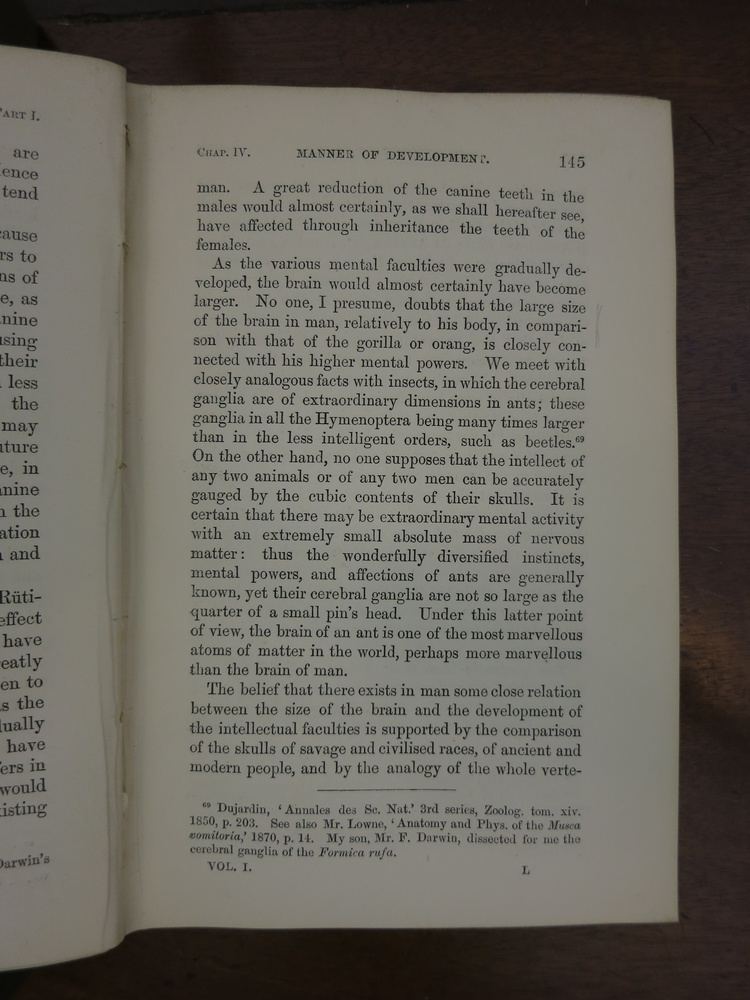 ART I.
are
ence
tend
cause
rs to
ns of
e, as
nine
using
their
less
the
may
uture
e, in
anine
n the
ation
and
Rüti-
effect
have
eatly
en to
s the
dually
have
ers in
would
xisting
Darwin's
CHAP. IV. MANNER OF DEVELOPMENT. 145
man. A great reduction of the canine teeth in the
males would almost certainly, as we shall hereafter see,
have affected through inheritance the teeth of the
females.
As the various mental faculties were gradually de-
veloped, the brain would almost certainly have become
larger. No one, I presume, doubts that the large size
of the brain in man, relatively to his body, in compari-
son with that of the gorilla or orang, is closely con-
nected with his higher mental powers. We meet with
closely analogous facts with insects, in which the cerebral
ganglia are of extraordinary dimensions in ants; these
ganglia in all the Hymenoptera being many times larger
than in the less intelligent orders, such as beetles.⁶⁹
On the other hand, no one supposes that the intellect of
any two animals or of any two men can be accurately
gauged by the cubic contents of their skulls. It is
certain that there may be extraordinary mental activity
with an extremely small absolute mass of nervous
matter: thus the wonderfully diversified instincts,
mental powers, and affections of ants are generally
known, yet their cerebral ganglia are not so large as the
quarter of a small pin's head. Under this latter point
of view, the brain of an ant is one of the most marvellous
atoms of matter in the world, perhaps more marvellous
than the brain of man.
The belief that there exists in man some close relation
between the size of the brain and the development of
the intellectual faculties is supported by the comparison
of the skulls of savage and civilised races, of ancient and
modern people, and by the analogy of the whole verte-
⁶⁹ Dujardin, 'Annales des Sc. Nat.' 3rd series, Zoolog. tom. xiv.
1850, p. 203. See also Mr. Lowne, 'Anatomy and Phys. of the Musca
vomitoria,' 1870, p. 14. My son, Mr. F. Darwin, dissected for me the
cerebral ganglia of the Formica rufa.
VOL. I. L